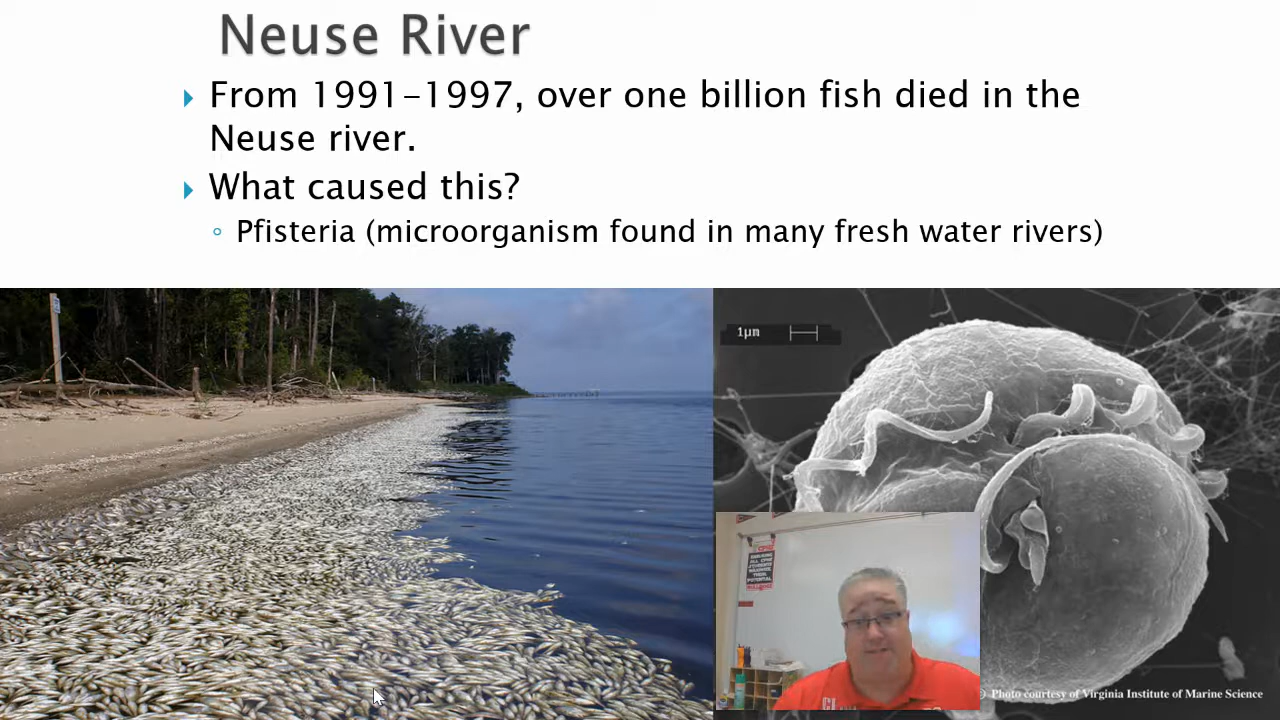 Neuse River
From 1991-1997, over one billion fish died in the
Neuse river.
What caused this?
Pfisteria (microorganism found in many fresh water rivers)
1µm
Photo courtesy of Virginia Institute of Marine Science